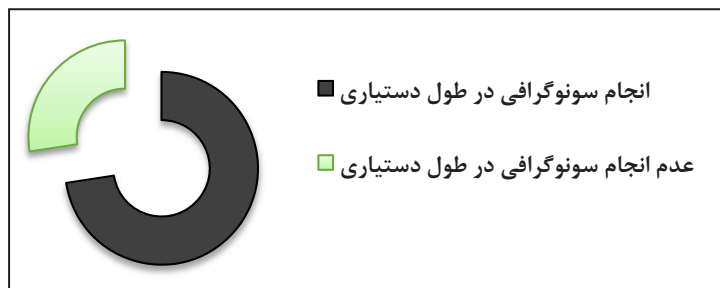 انجام سونوگرافی در طول دستیاری
عدم انجام سونوگرافی در طول دستیاری